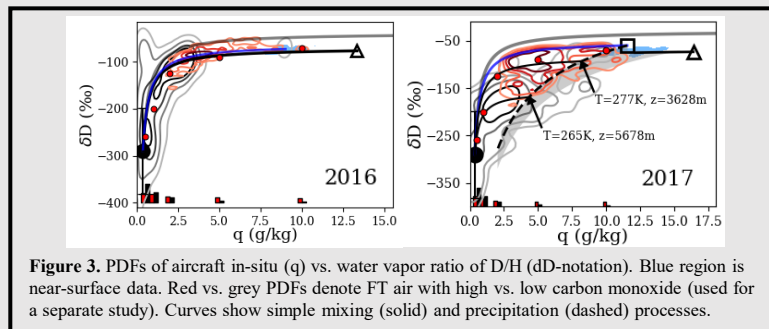 δD (‰)
-100
-200
-300
-400
0.0 2.5 5.0 7.5 10.0 12.5 15.0
q (g/kg)
2016
δD (‰)
−50
−150
−250
−350
0.0 2.5 5.0 7.5 10.0 12.5 15.0 17.5
q (g/kg)
T=277K, z=3628m
T=265K, z=5678m
2017
Figure 3. PDFs of aircraft in-situ (q) vs. water vapor ratio of D/H (dD-notation). Blue region is
near-surface data. Red vs. grey PDFs denote FT air with high vs. low carbon monoxide (used for
a separate study). Curves show simple mixing (solid) and precipitation (dashed) processes.